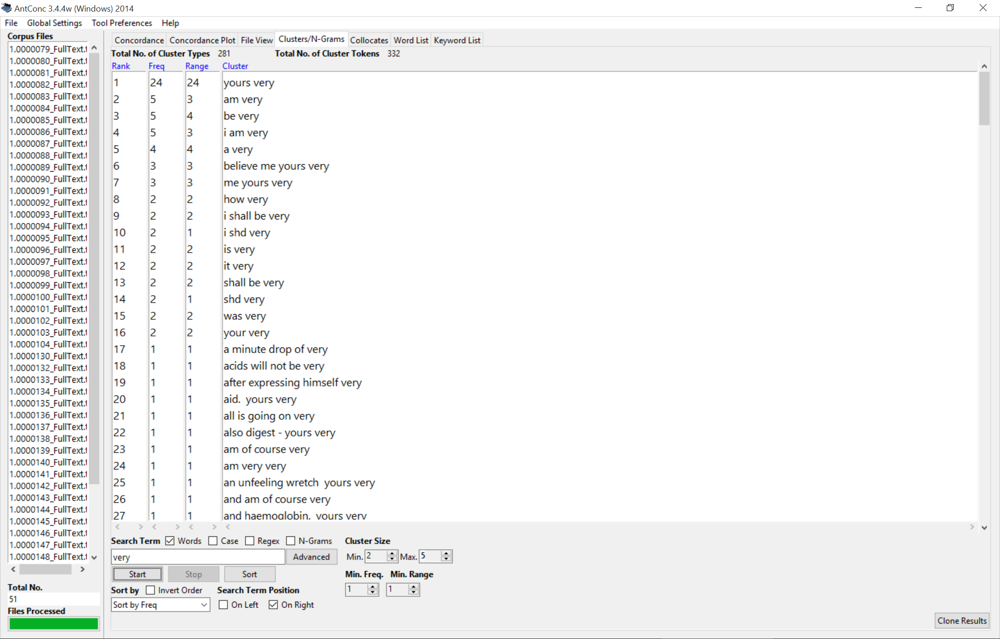 AntConc 3.4.4w (Windows) 2014
File Global Settings Tool Preferences Help
Corpus Files
1.0000079_FullText.t
1.0000080_FullText.t
1.0000081_FullText.t
1.0000082_FullText.t
1.0000083_FullText.t
1.0000084_FullText.t
1.0000085_FullText.t
1.0000086_FullText.t
1.0000087_FullText.t
1.0000088_FullText.t
1.0000089_FullText.t
1.0000090_FullText.t
1.0000091_FullText.t
1.0000092_FullText.t
1.0000093_FullText.t
1.0000094_FullText.t
1.0000095_FullText.t
1.0000096_FullText.t
1.0000097_FullText.t
1.0000098_FullText.t
1.0000099_FullText.t
1.0000100_FullText.t
1.0000101_FullText.t
1.0000102_FullText.t
1.0000103_FullText.t
1.0000104_FullText.t
1.0000130_FullText.t
1.0000132_FullText.t
1.0000133_FullText.t
1.0000134_FullText.t
1.0000135_FullText.t
1.0000136_FullText.t
1.0000137_FullText.t
1.0000138_FullText.t
1.0000139_FullText.t
1.0000140_FullText.t
1.0000141_FullText.t
1.0000142_FullText.t
1.0000143_FullText.t
1.0000144_FullText.t
1.0000145_FullText.t
1.0000146_FullText.t
1.0000147_FullText.t
1.0000148_FullText.t
Total No.
51
Files Processed
Concordance Concordance Plot File View Clusters/N-Grams Collocates Word List Keyword List
Total No. of Cluster Types 281 Total No. of Cluster Tokens 332
Rank Freq Range Cluster
1 24 24 yours very
2 5 3 am very
3 5 4 be very
4 5 3 i am very
5 4 4 a very
6 3 3 believe me yours very
7 3 3 me yours very
8 2 2 how very
9 2 2 i shall be very
10 2 1 i shd very
11 2 2 is very
12 2 2 it very
13 2 2 shall be very
14 2 1 shd very
15 2 2 was very
16 2 2 your very
17 1 1 a minute drop of very
18 1 1 acids will not be very
19 1 1 after expressing himself very
20 1 1 aid. yours very
21 1 1 all is going on very
22 1 1 also digest - yours very
23 1 1 am of course very
24 1 1 am very very
25 1 1 an unfeeling wretch yours very
26 1 1 and am of course very
27 1 1 and haemoglobin. yours very
Search Term Words Case Regex N-Grams Cluster Size
very Advanced Min. 2 Max. 5
Start Stop Sort Min. Freq. Min. Range
1 1
Sort by Invert Order Search Term Position
Sort by Freq On Left On Right
Clone Results